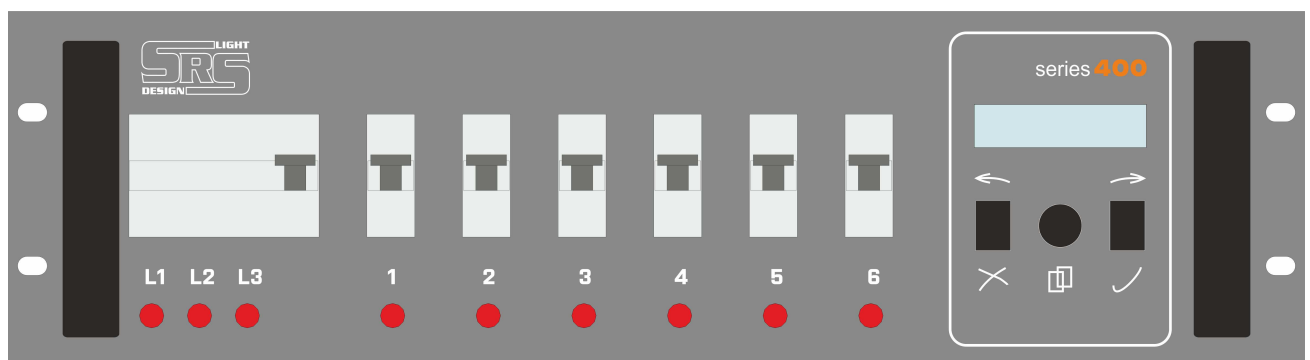 LIGHT
SRS
DESIGN
series 400
L1 L2 L3 1 2 3 4 5 6